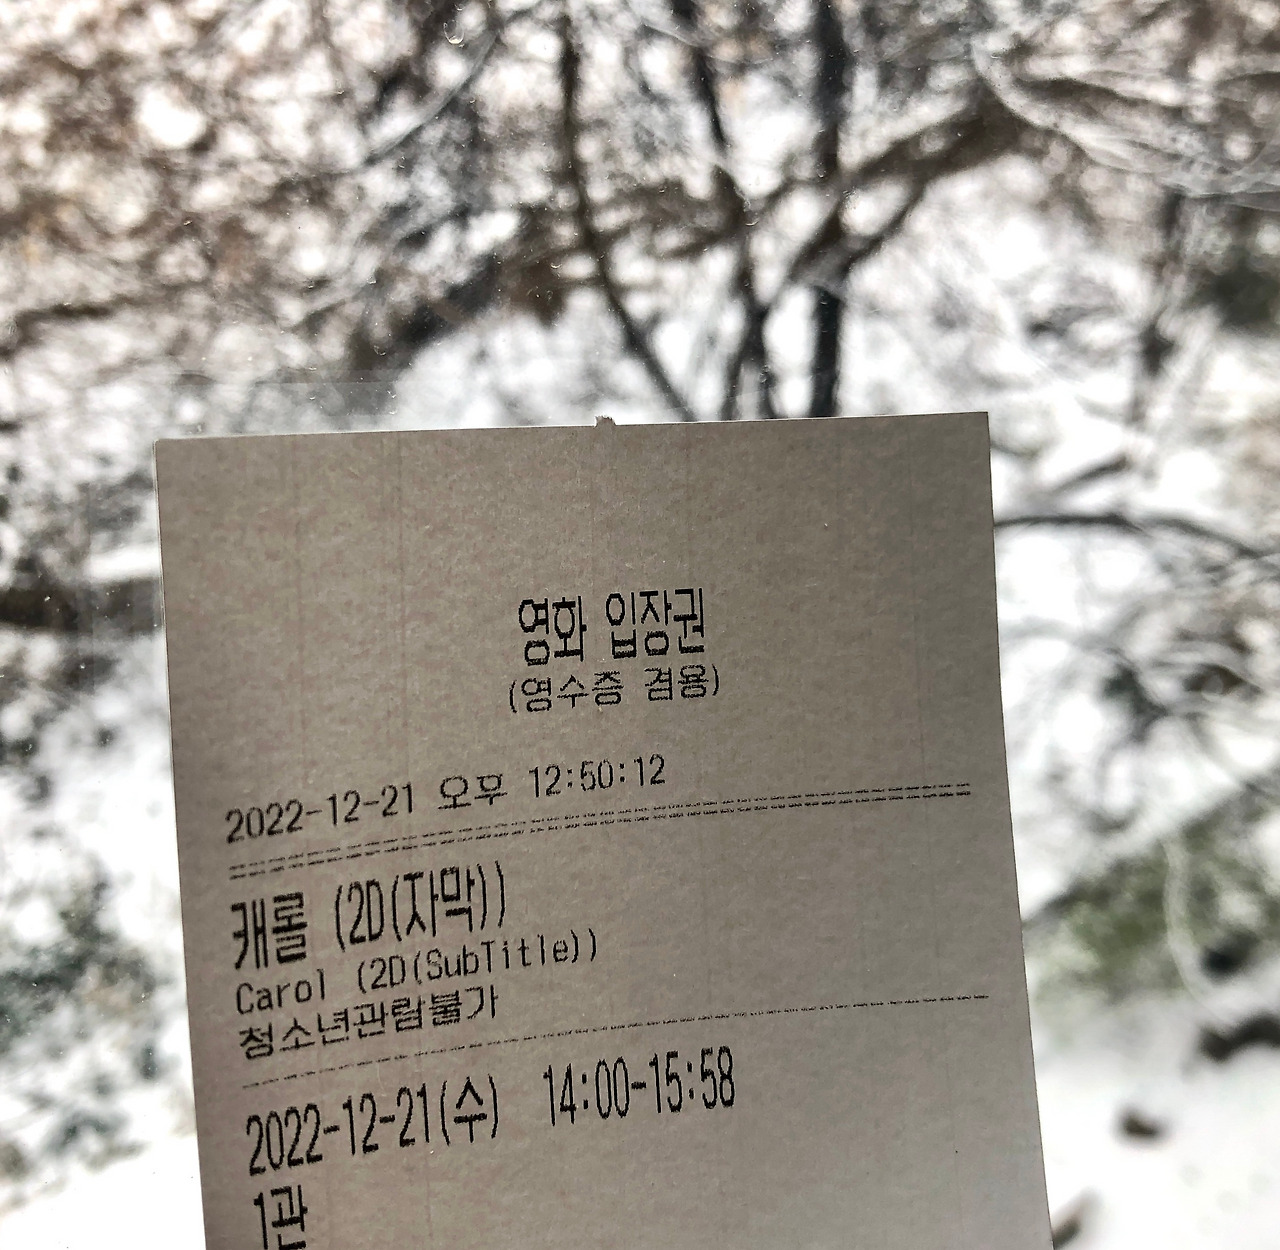 영화 입장권
(영수증 겸용)
2022-12-21 오후 12:50:12
캐롤 (2D(자막))
Carol (2D(SubTitle))
청소년관람불가
2022-12-21(수) 14:00-15:58
1관